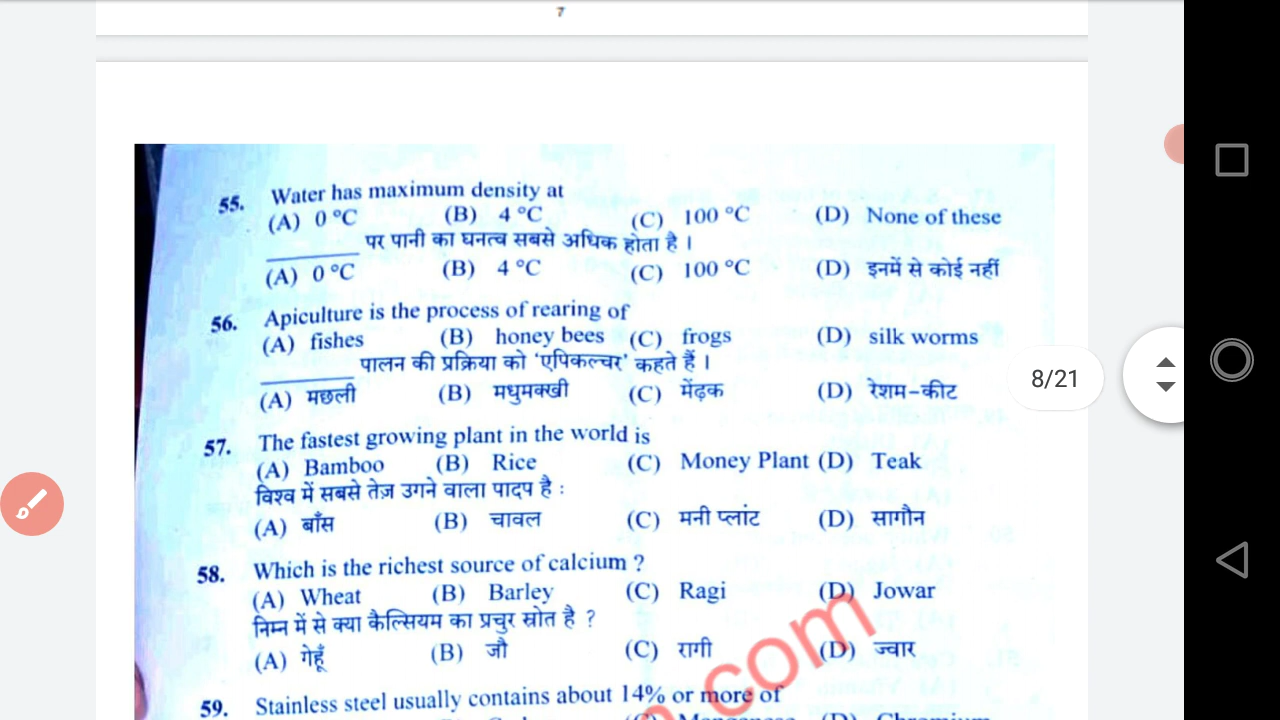 7
55. Water has maximum density at
(A) 0 °C (B) 4 °C (C) 100 °C (D) None of these
________ पर पानी का घनत्व सबसे अधिक होता है ।
(A) 0 °C (B) 4 °C (C) 100 °C (D) इनमें से कोई नहीं
56. Apiculture is the process of rearing of
(A) fishes (B) honey bees (C) frogs (D) silk worms
________ पालन की प्रक्रिया को ‘एपिकल्चर’ कहते हैं ।
(A) मछली (B) मधुमक्खी (C) मेंढ़क (D) रेशम-कीट
8/21
57. The fastest growing plant in the world is
(A) Bamboo (B) Rice (C) Money Plant (D) Teak
विश्व में सबसे तेज़ उगने वाला पादप है :
(A) बाँस (B) चावल (C) मनी प्लांट (D) सागौन
58. Which is the richest source of calcium ?
(A) Wheat (B) Barley (C) Ragi (D) Jowar
निम्न में से क्या कैल्सियम का प्रचुर स्रोत है ?
(A) गेहूँ (B) जौ (C) रागी (D) ज्वार
com
59. Stainless steel usually contains about 14% or more of